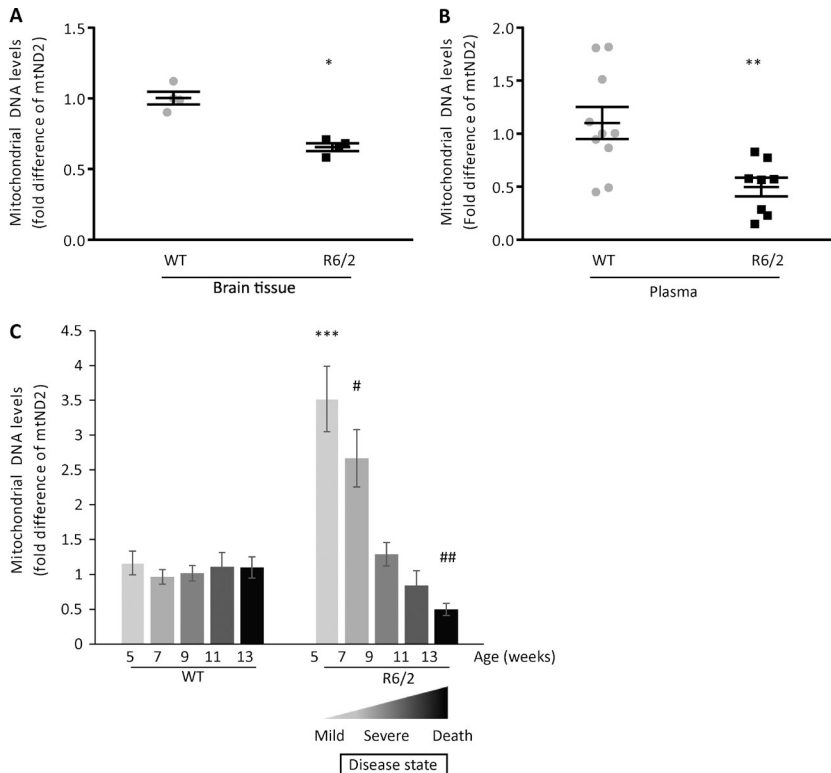 A
Mitochondrial DNA levels
(fold difference of mtND2)
1.5
1.0
0.5
0.0
*
WT
R6/2
Brain tissue
B
Mitochondrial DNA levels
(Fold difference of mtND2)
2.0
1.5
1.0
0.5
0.0
**
WT
R6/2
Plasma
C
Mitochondrial DNA levels
(fold difference of mtND2)
4.5
4
3.5
3
2.5
2
1.5
1
0.5
0
***
#
##
5 7 9 11 13
WT
5 7 9 11 13
R6/2
Age (weeks)
Mild Severe Death
Disease state